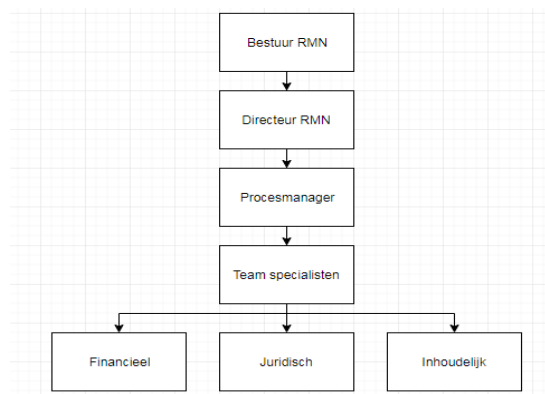 Bestuur RMN
Directeur RMN
Procesmanager
Team specialisten
Financieel
Juridisch
Inhoudelijk